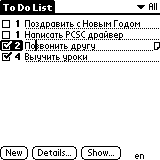 To Do List ▼ All
1 Поздравить с Новым Годом
1 Написать PCSC драйвер
2 Позвонить другу
4 Выучить уроки
New Details... Show... en